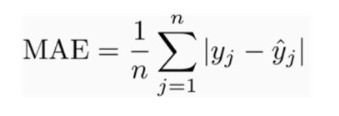 MAE = \frac{1}{n} \sum_{j=1}^{n} |y_j - \hat{y}_j|